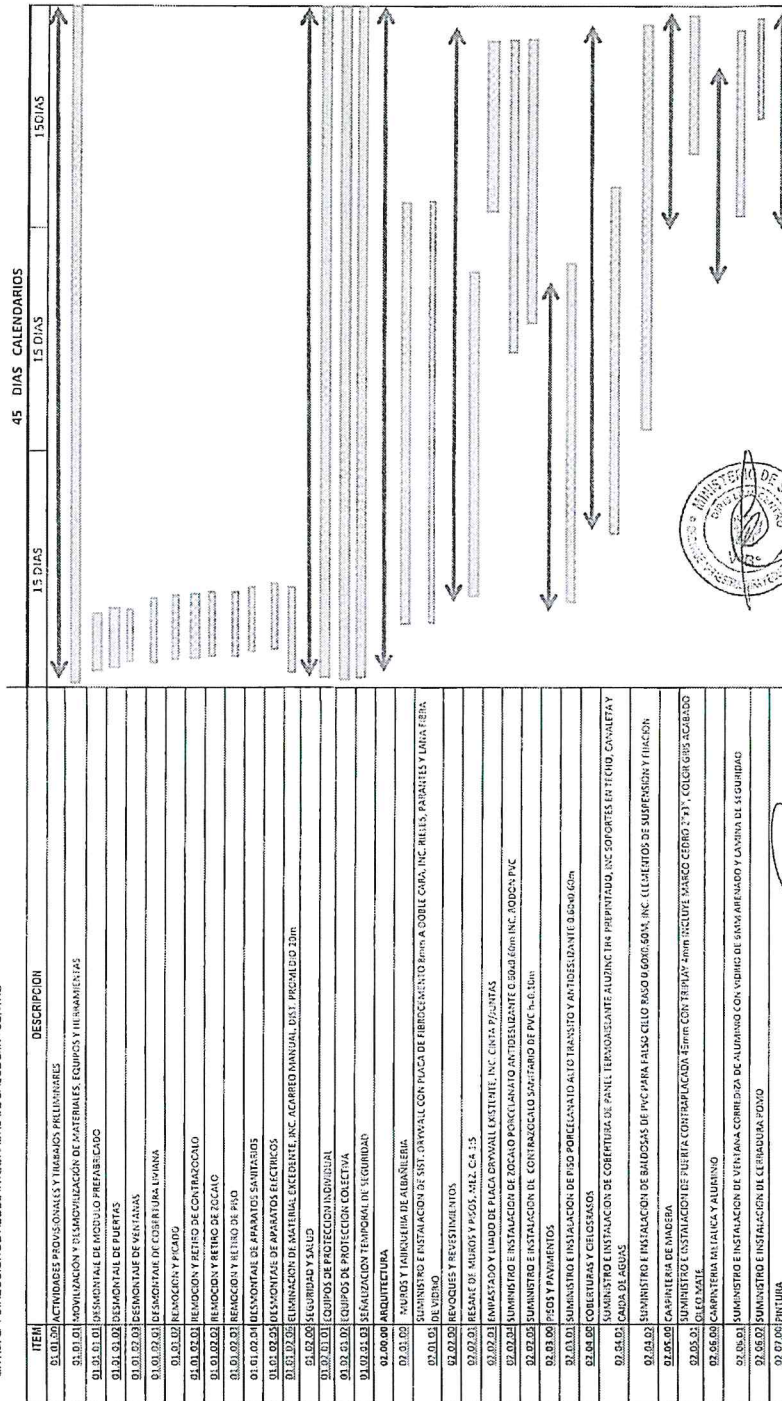 45 DIAS CALENDARIOS
ITEM DESCRIPCION 15 DIAS 15 DIAS 15 DIAS
01.01.00 ACTIVIDADES PROVISIONALES Y TRABAJOS PRELIMINARES
01.01.01 MOVILIZACIÓN Y DESMOVILIZACIÓN DE MATERIALES, EQUIPOS Y HERRAMIENTAS
01.01.01.01 DESMONTAJE DE MODULO PREFABRICADO
01.01.01.02 DESMONTAJE DE PUERTAS
01.01.02.03 DESMONTAJE DE VENTANAS
01.01.02.01 DESMONTAJE DE COBERTURA LIVIANA
01.01.02 REMOCION Y PICADO
01.01.02.01 REMOCION Y RETIRO DE CONTRAZOCALO
01.01.02.02 REMOCION Y RETIRO DE ZOCALO
01.01.02.03 REMOCION Y RETIRO DE PISO
01.01.02.04 DESMONTAJE DE APARATOS SANITARIOS
01.01.02.05 DESMONTAJE DE APARATOS ELECTRICOS
01.01.02.06 ELIMINACION DE MATERIAL EXCEDENTE, INC. ACARREO MANUAL, DIST. PROMEDIO 20m
01.02.00 SEGURIDAD Y SALUD
01.02.01.01 EQUIPOS DE PROTECCION INDIVIDUAL
01.02.01.02 EQUIPOS DE PROTECCION COLECTIVA
01.02.01.03 SEÑALIZACION TEMPORAL DE SEGURIDAD
02.00.00 ARQUITECTURA
02.01.00 MUROS Y TABIQUERIA DE ALBAÑILERIA
SUMINISTRO E INSTALACION DE SIST. DRYWALL CON PLACA DE FIBROCEMENTO 8mm A DOBLE CARA, INC. RIELES, PARANTES Y LANA FIBRA
02.01.01 DE VIDRIO
02.02.00 REVOQUES Y REVESTIMIENTOS
02.02.01 RESANE DE MUROS Y PISOS, MEZ. C:A 1:5
02.02.03 EMPASTADO Y LIJADO DE PLACA DRYWALL EXISTENTE, INC. CINTA P/JUNTAS
02.02.04 SUMINISTRO E INSTALACION DE ZOCALO PORCELANATO ANTIDESLIZANTE 0.60x0.60m INC. RODON PVC
02.02.05 SUMINISTRO E INSTALACION DE CONTRAZOCALO SANITARIO DE PVC h=0.10m
02.03.00 PISOS Y PAVIMENTOS
02.03.01 SUMINISTRO E INSTALACION DE PISO PORCELANATO ALTO TRANSITO Y ANTIDESLIZANTE 0.60x0.60m
02.04.00 COBERTURAS Y CIELOSRASOS
SUMINISTRO E INSTALACION DE COBERTURA DE PANEL TERMOAISLANTE ALUZINC TR4 PREPINTADO, INC SOPORTES EN TECHO, CANALETA Y
02.04.01 CAIDA DE AGUAS
02.04.02 SUMINISTRO E INSTALACION DE BALDOSAS DE PVC PARA FALSO CIELO RASO 0.60X0.60M, INC. ELEMENTOS DE SUSPENSIÓN Y FIJACION
02.05.00 CARPINTERIA DE MADERA
SUMINISTRO E INSTALACION DE PUERTA CONTRAPLACADA 45mm CON TRIPLAY 4mm INCLUYE MARCO CEDRO 2"x3", COLOR GRIS ACABADO
02.05.01 OLEO MATE
02.06.00 CARPINTERIA METALICA Y ALUMINIO
02.06.01 SUMINISTRO E INSTALACION DE VENTANA CORREDIZA DE ALUMINIO CON VIDRIO DE 6MM ARENADO Y LAMINA DE SEGURIDAD
02.06.02 SUMINISTRO E INSTALACION DE CERRADURA POMO
02.07.00 PINTURA
MINISTERIO DE